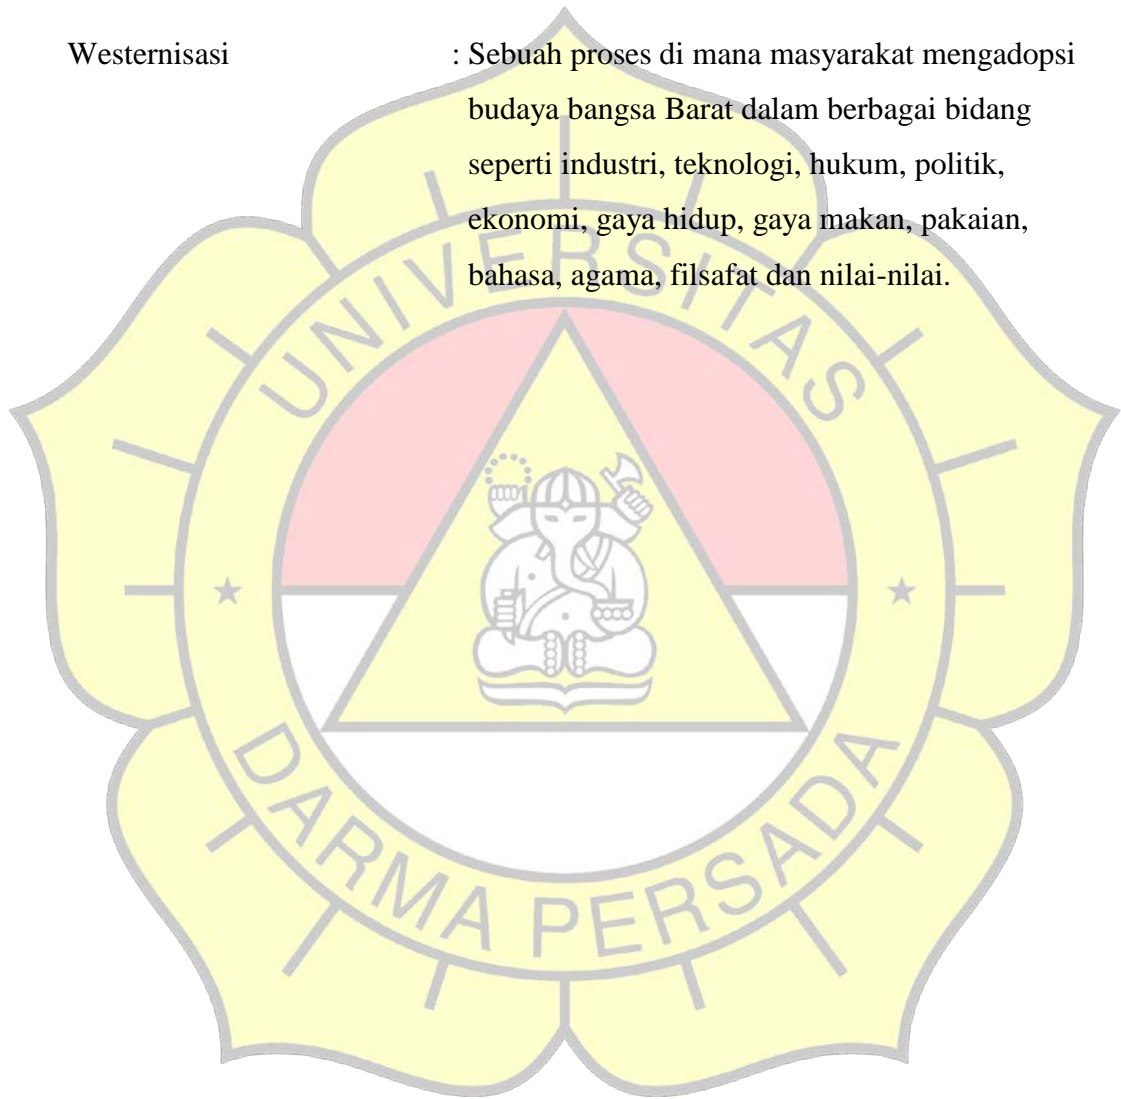 Westernisasi : Sebuah proses di mana masyarakat mengadopsi
budaya bangsa Barat dalam berbagai bidang
seperti industri, teknologi, hukum, politik,
ekonomi, gaya hidup, gaya makan, pakaian,
bahasa, agama, filsafat dan nilai-nilai.
UNIVERSITAS
DARMA PERSADA